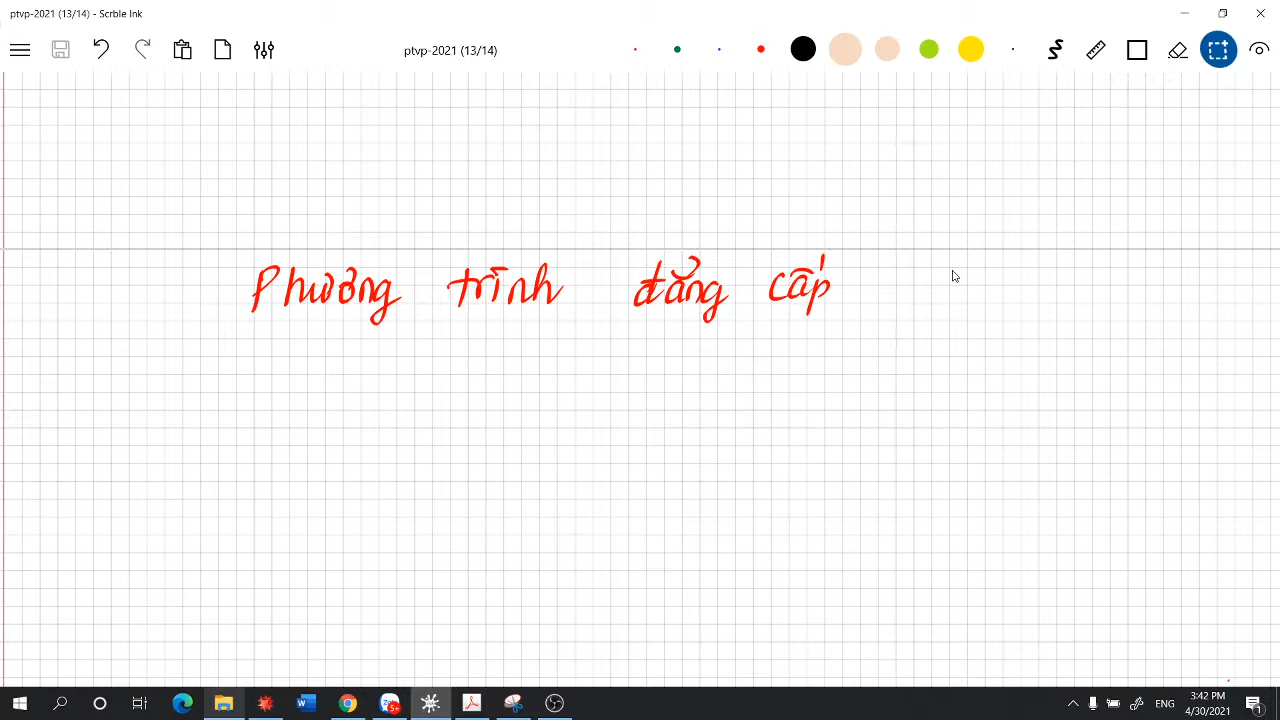 ptvp-2021 (13/14) - Scrble Ink
ptvp-2021 (13/14)
Phương trình đẳng cấp
5+
3:42 PM
ENG
4/30/2021